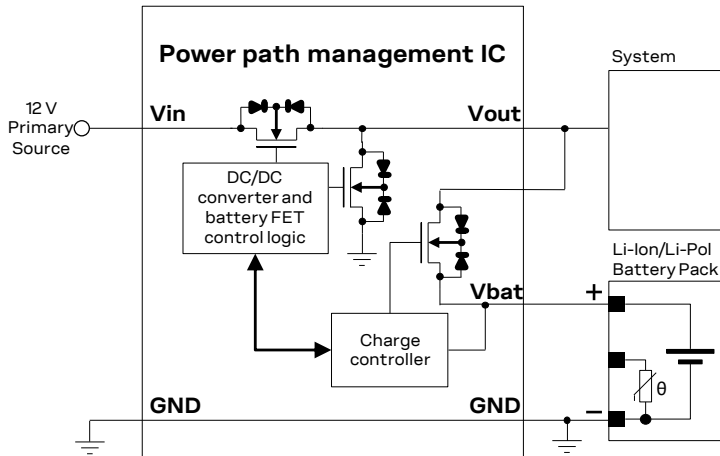 Power path management IC
System
12 V
Primary
Source
Vin
Vout
DC/DC
converter and
battery FET
control logic
Li-Ion/Li-Pol
Battery Pack
Vbat
+
Charge
controller
θ
GND
GND
−